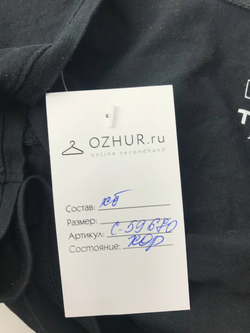 OZHUR.ru
online secondhand
Состав: хб
Размер:
Артикул: С-59670
Состояние: хор
T